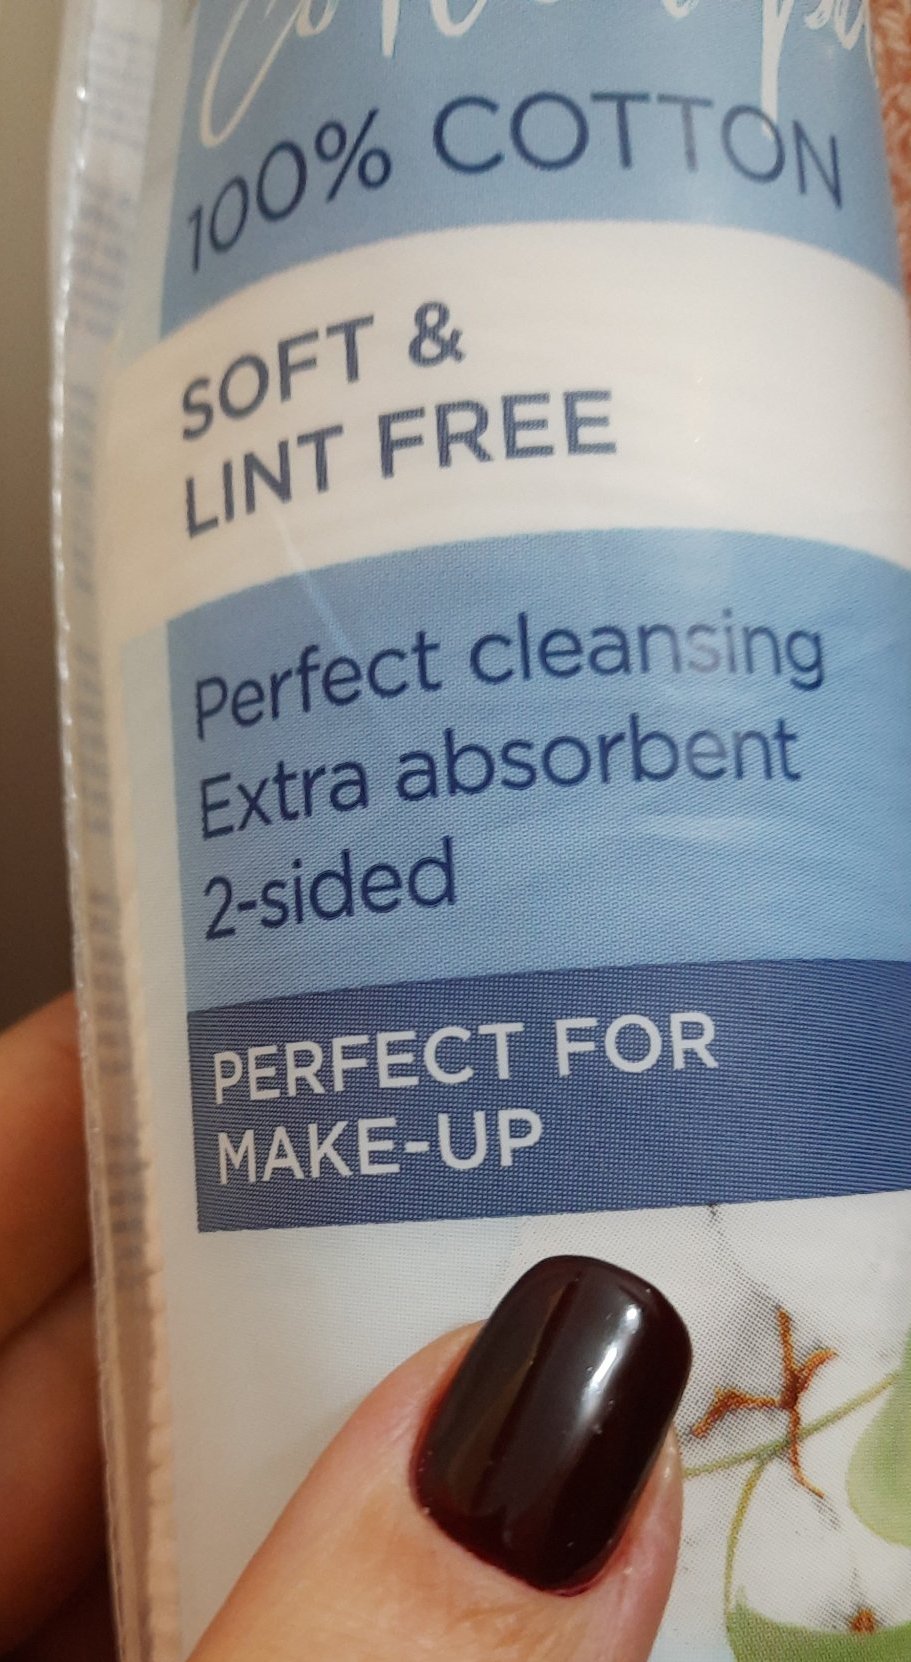 100% COTTON
SOFT &
LINT FREE
Perfect cleansing
Extra absorbent
2-sided
PERFECT FOR
MAKE-UP